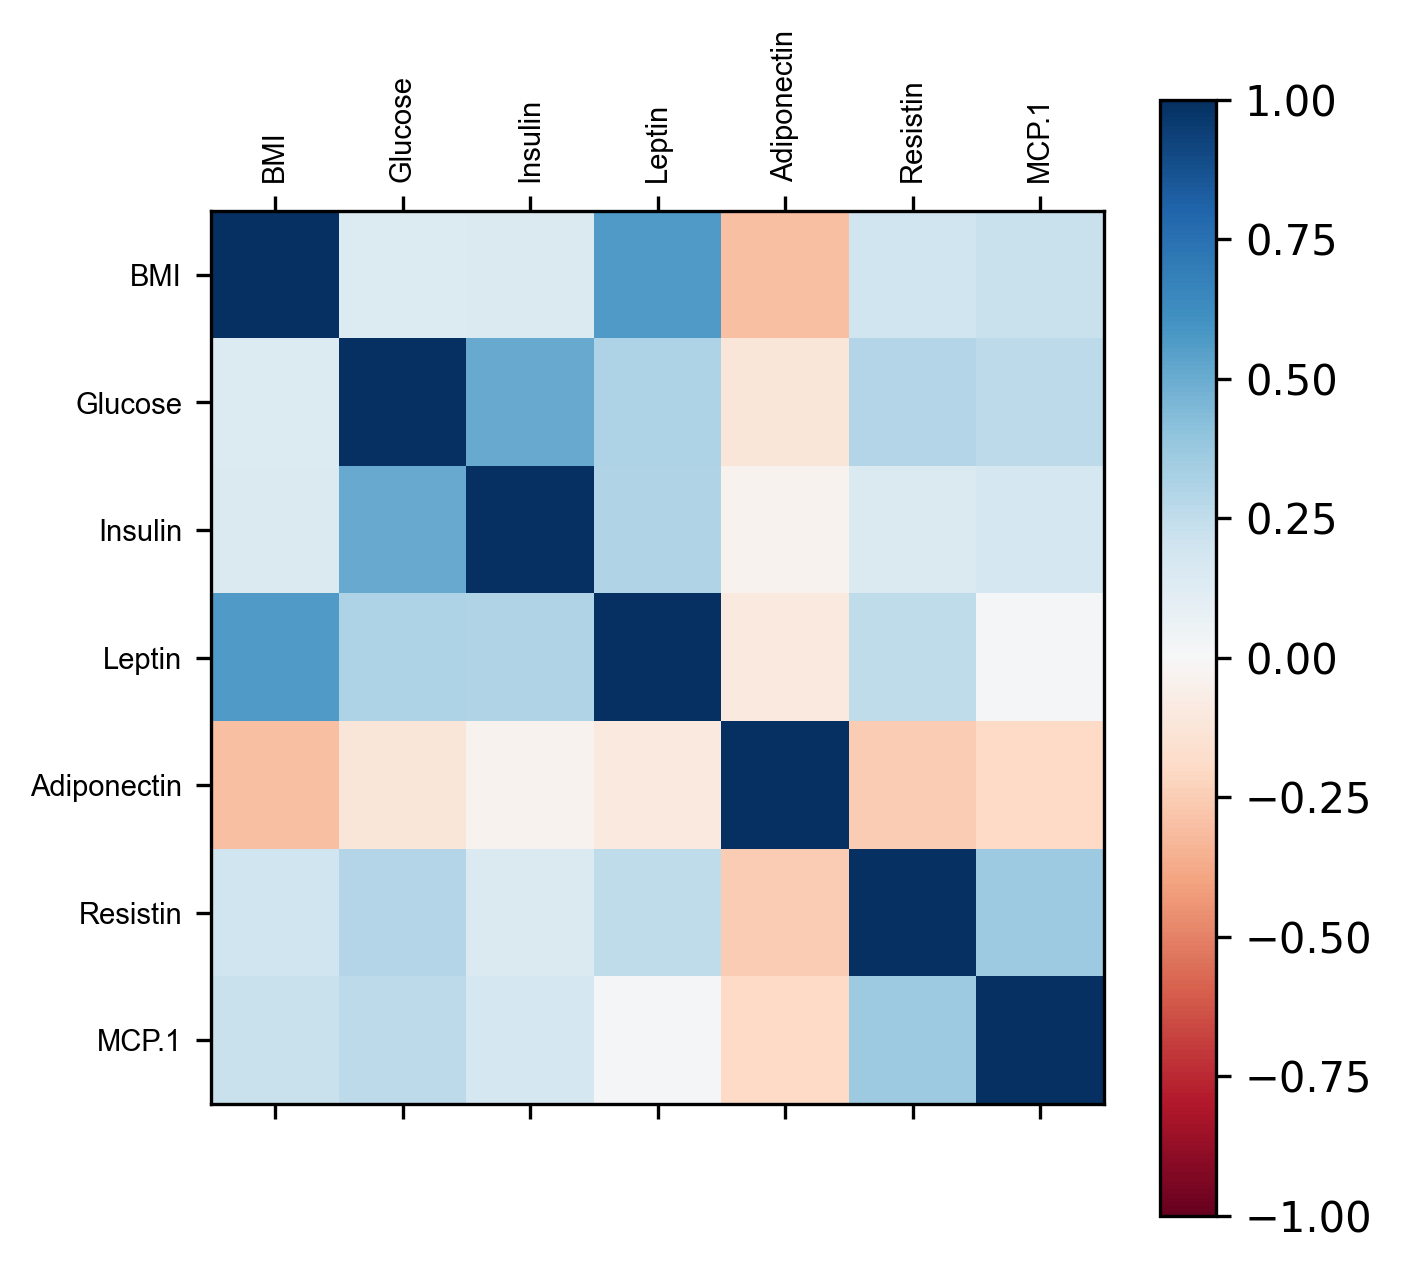 BMI
Glucose
Insulin
Leptin
Adiponectin
Resistin
MCP.1
BMI
Glucose
Insulin
Leptin
Adiponectin
Resistin
MCP.1
1.00
0.75
0.50
0.25
0.00
−0.25
−0.50
−0.75
−1.00